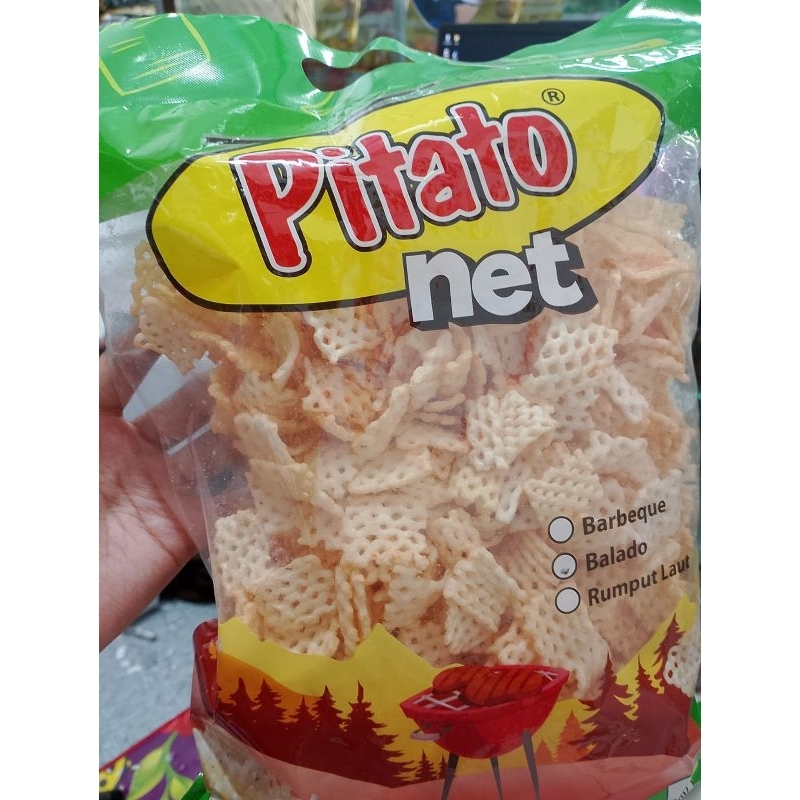 Pitato®
net
Barbeque
Balado
Rumput Laut